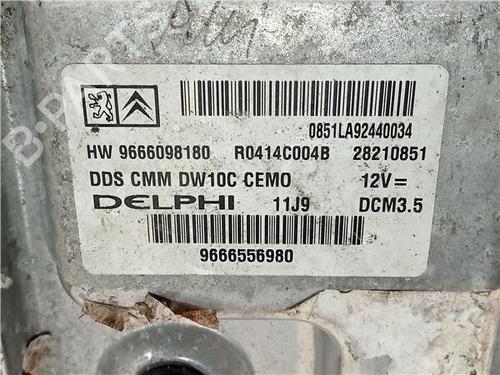 0851LA92440034
HW 9666098180 R0414C004B 28210851
DDS CMM DW10C CEMO 12V=
DELPHI 11J9 DCM3.5
9666556980